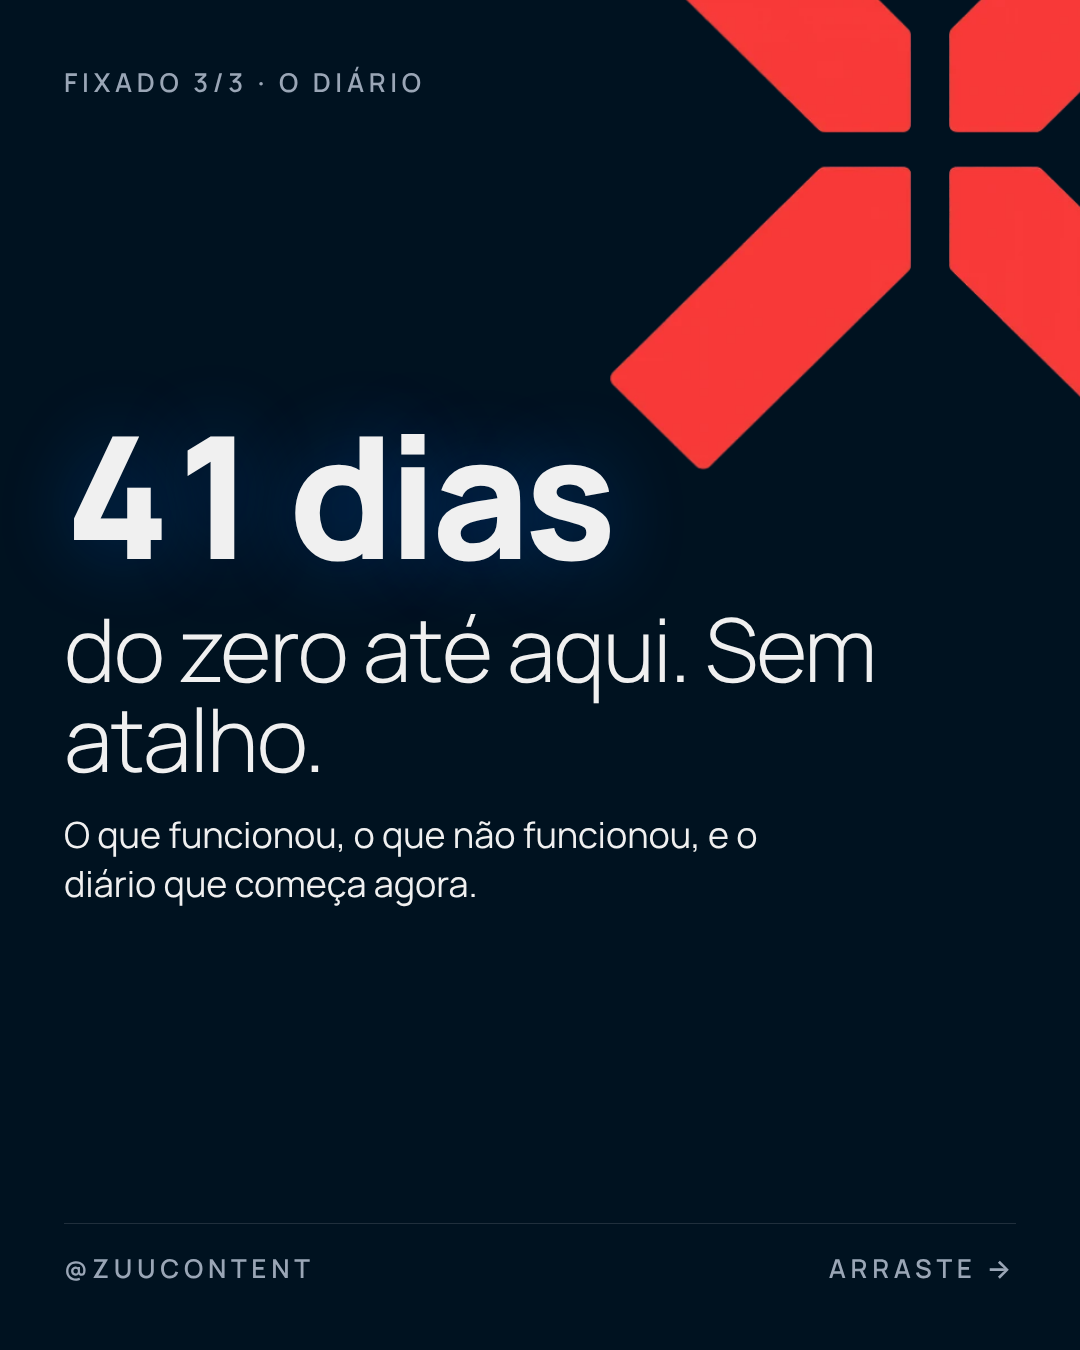 FIXADO 3/3 · O DIÁRIO
41 dias
do zero até aqui. Sem
atalho.
O que funcionou, o que não funcionou, e o
diário que começa agora.
@ZUUCONTENT
ARRASTE →